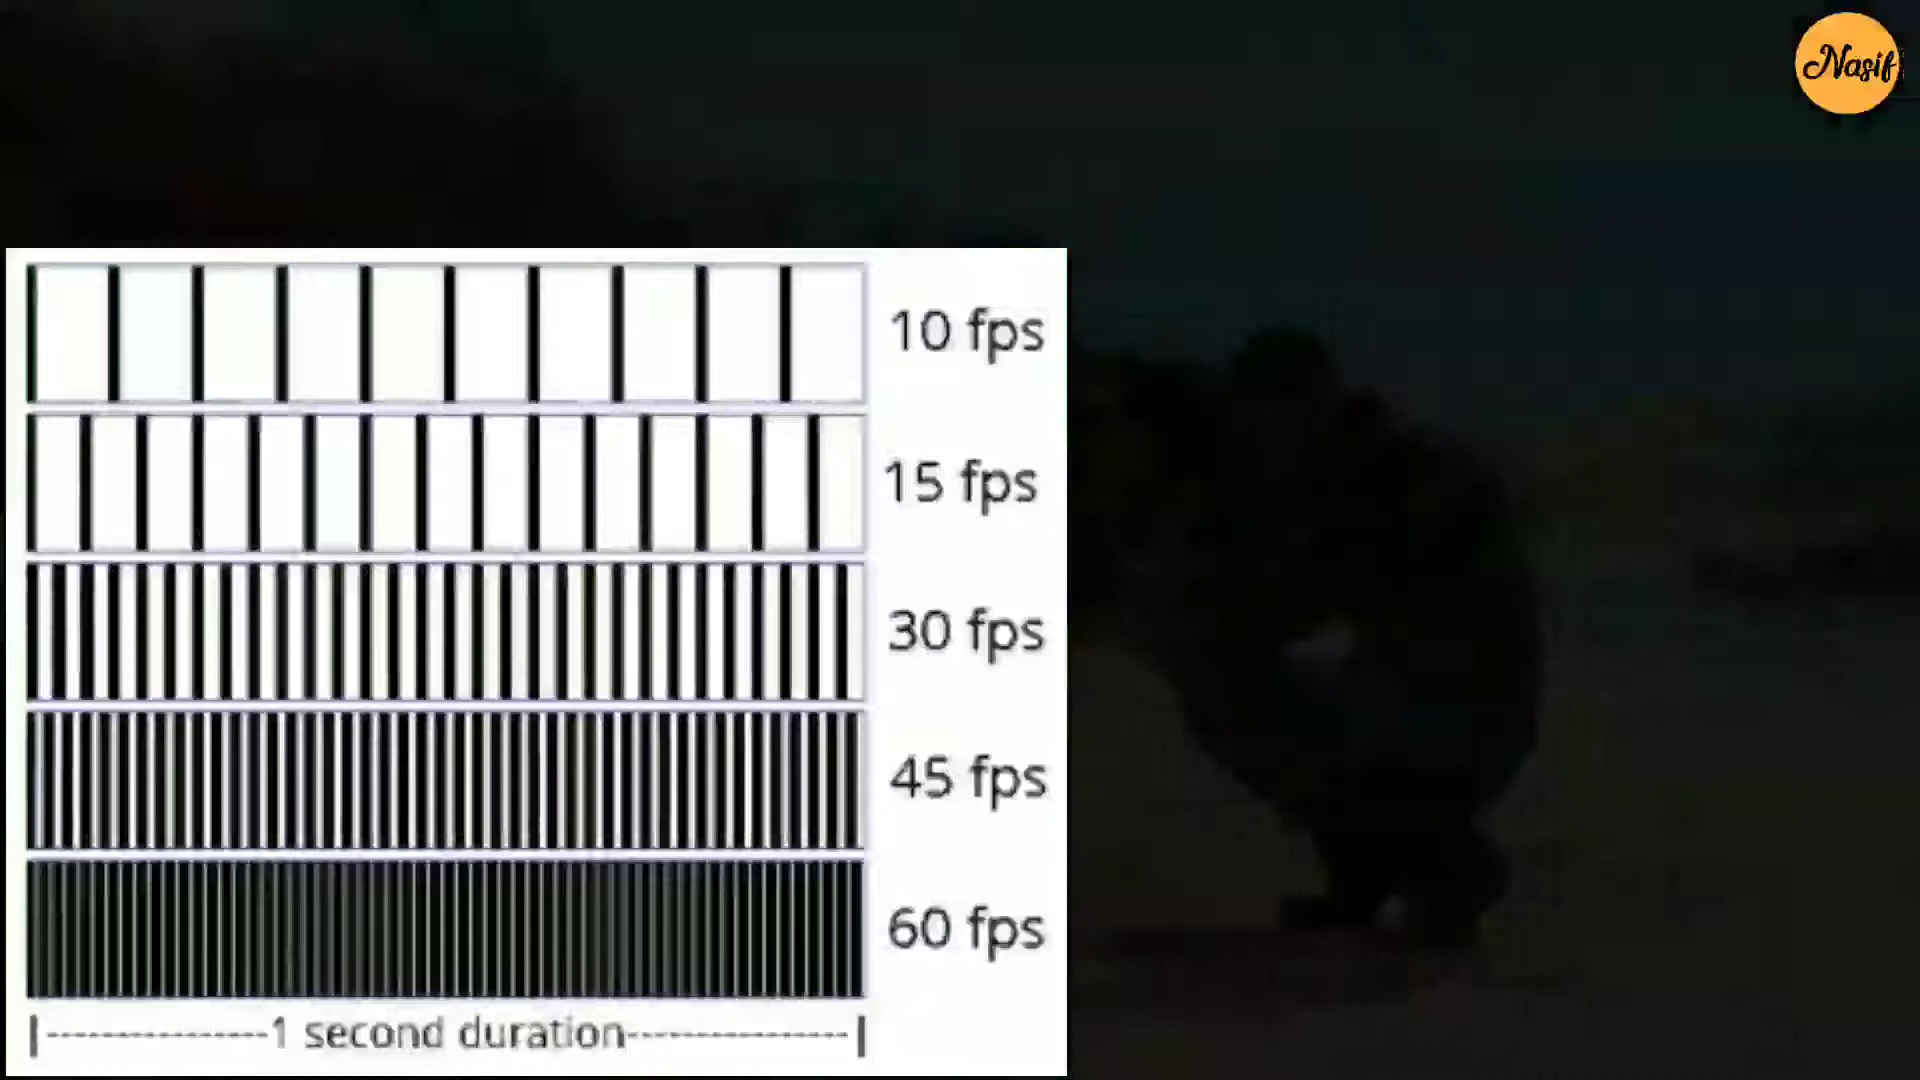 Nasif
10 fps
15 fps
30 fps
45 fps
60 fps
|---------------1 second duration---------------|